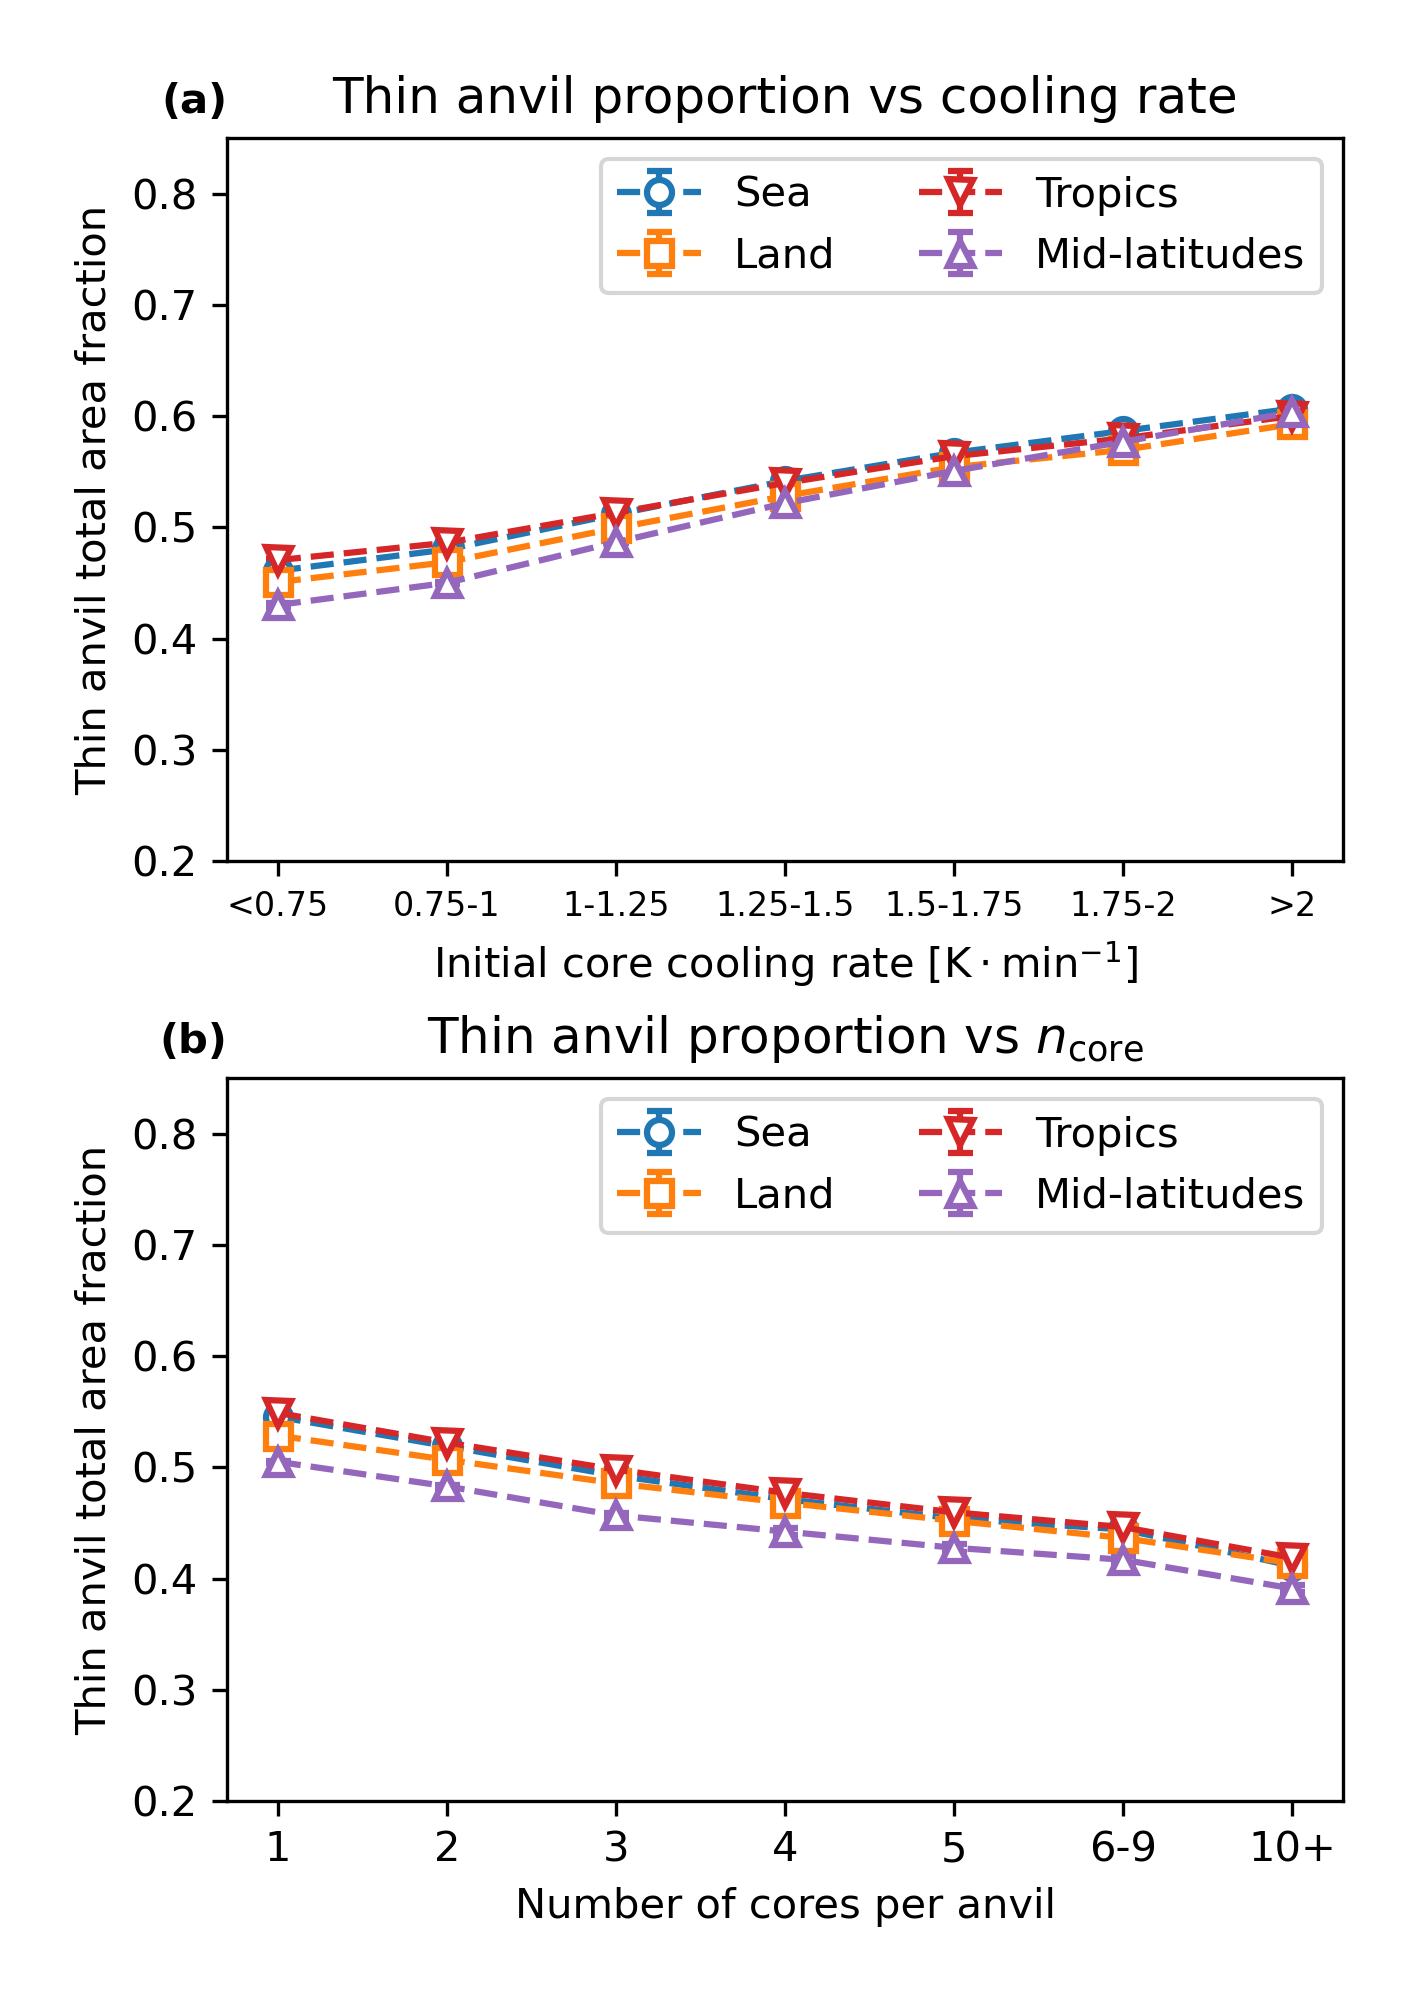 (a) Thin anvil proportion vs cooling rate
Sea Tropics
Land Mid-latitudes
Thin anvil total area fraction
0.8
0.7
0.6
0.5
0.4
0.3
0.2
<0.75 0.75-1 1-1.25 1.25-1.5 1.5-1.75 1.75-2 >2
Initial core cooling rate [K · min⁻¹]
(b) Thin anvil proportion vs n_core
Sea Tropics
Land Mid-latitudes
Thin anvil total area fraction
0.8
0.7
0.6
0.5
0.4
0.3
0.2
1 2 3 4 5 6-9 10+
Number of cores per anvil